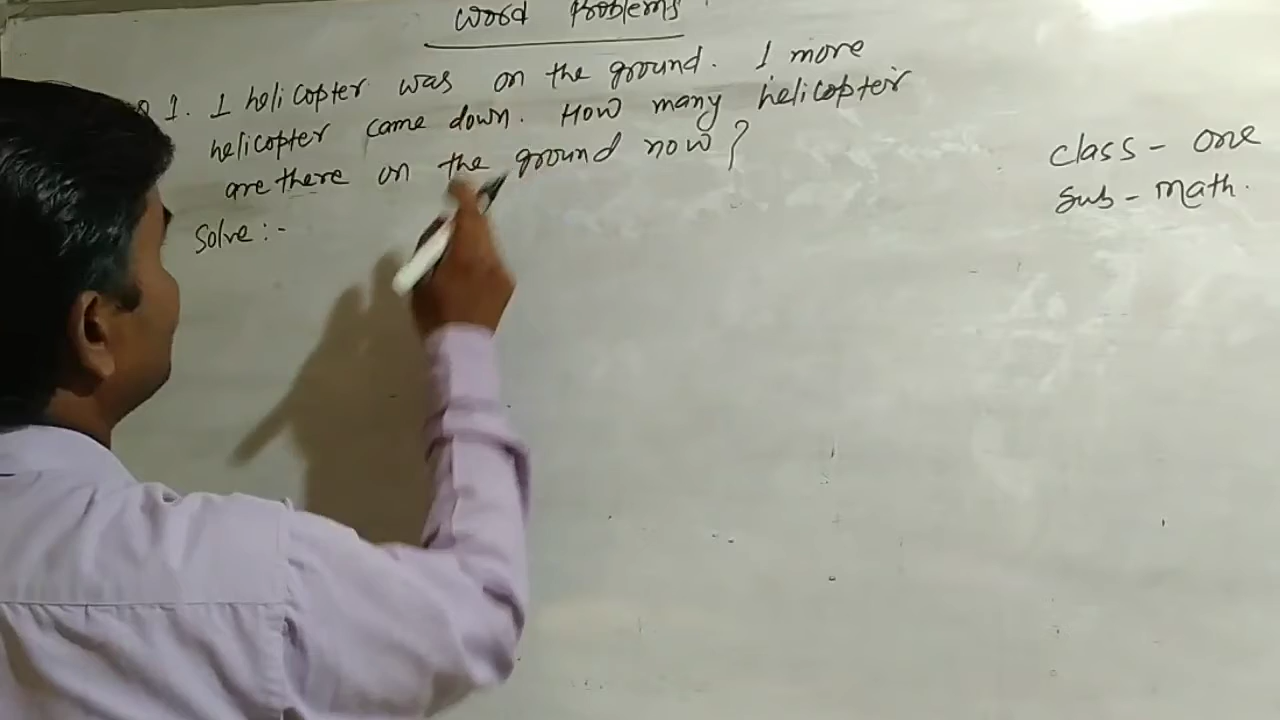 Word Problems
Q 1. 1 helicopter was on the ground. 1 more
helicopter came down. How many helicopter
are there on the ground now?
Solve :-
class - one
Sub - Math.